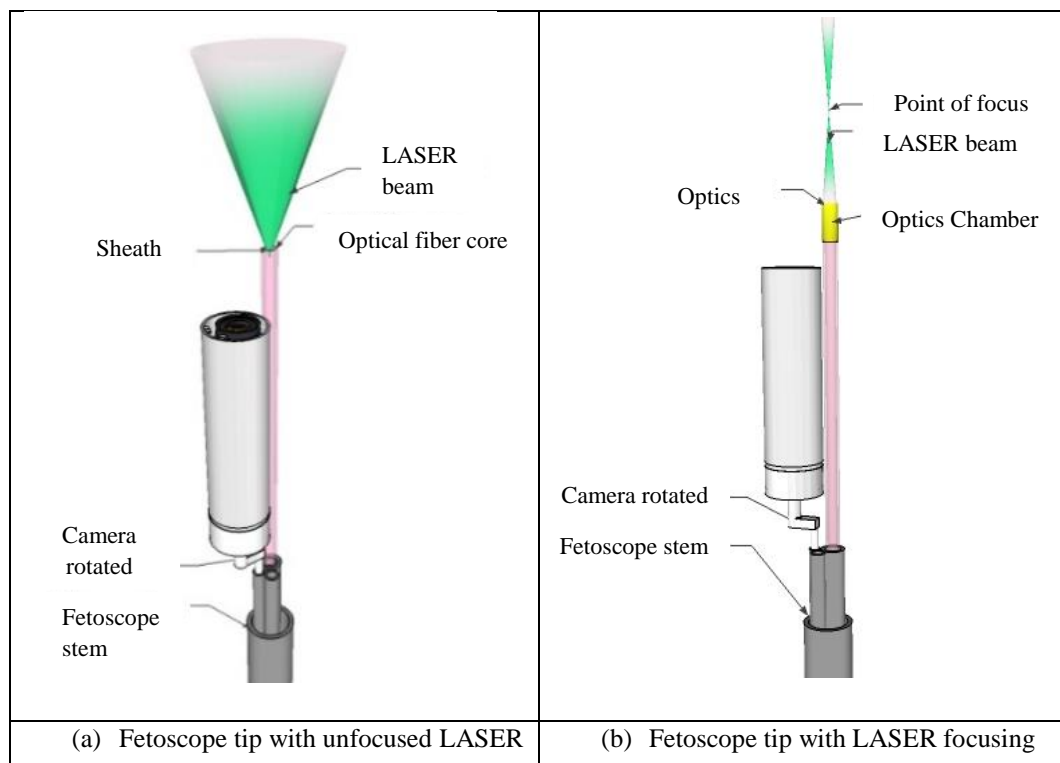 LASER
beam
Sheath
Optical fiber core
Camera
rotated
Fetoscope
stem
(a) Fetoscope tip with unfocused LASER
Point of focus
LASER beam
Optics
Optics Chamber
Camera rotated
Fetoscope stem
(b) Fetoscope tip with LASER focusing